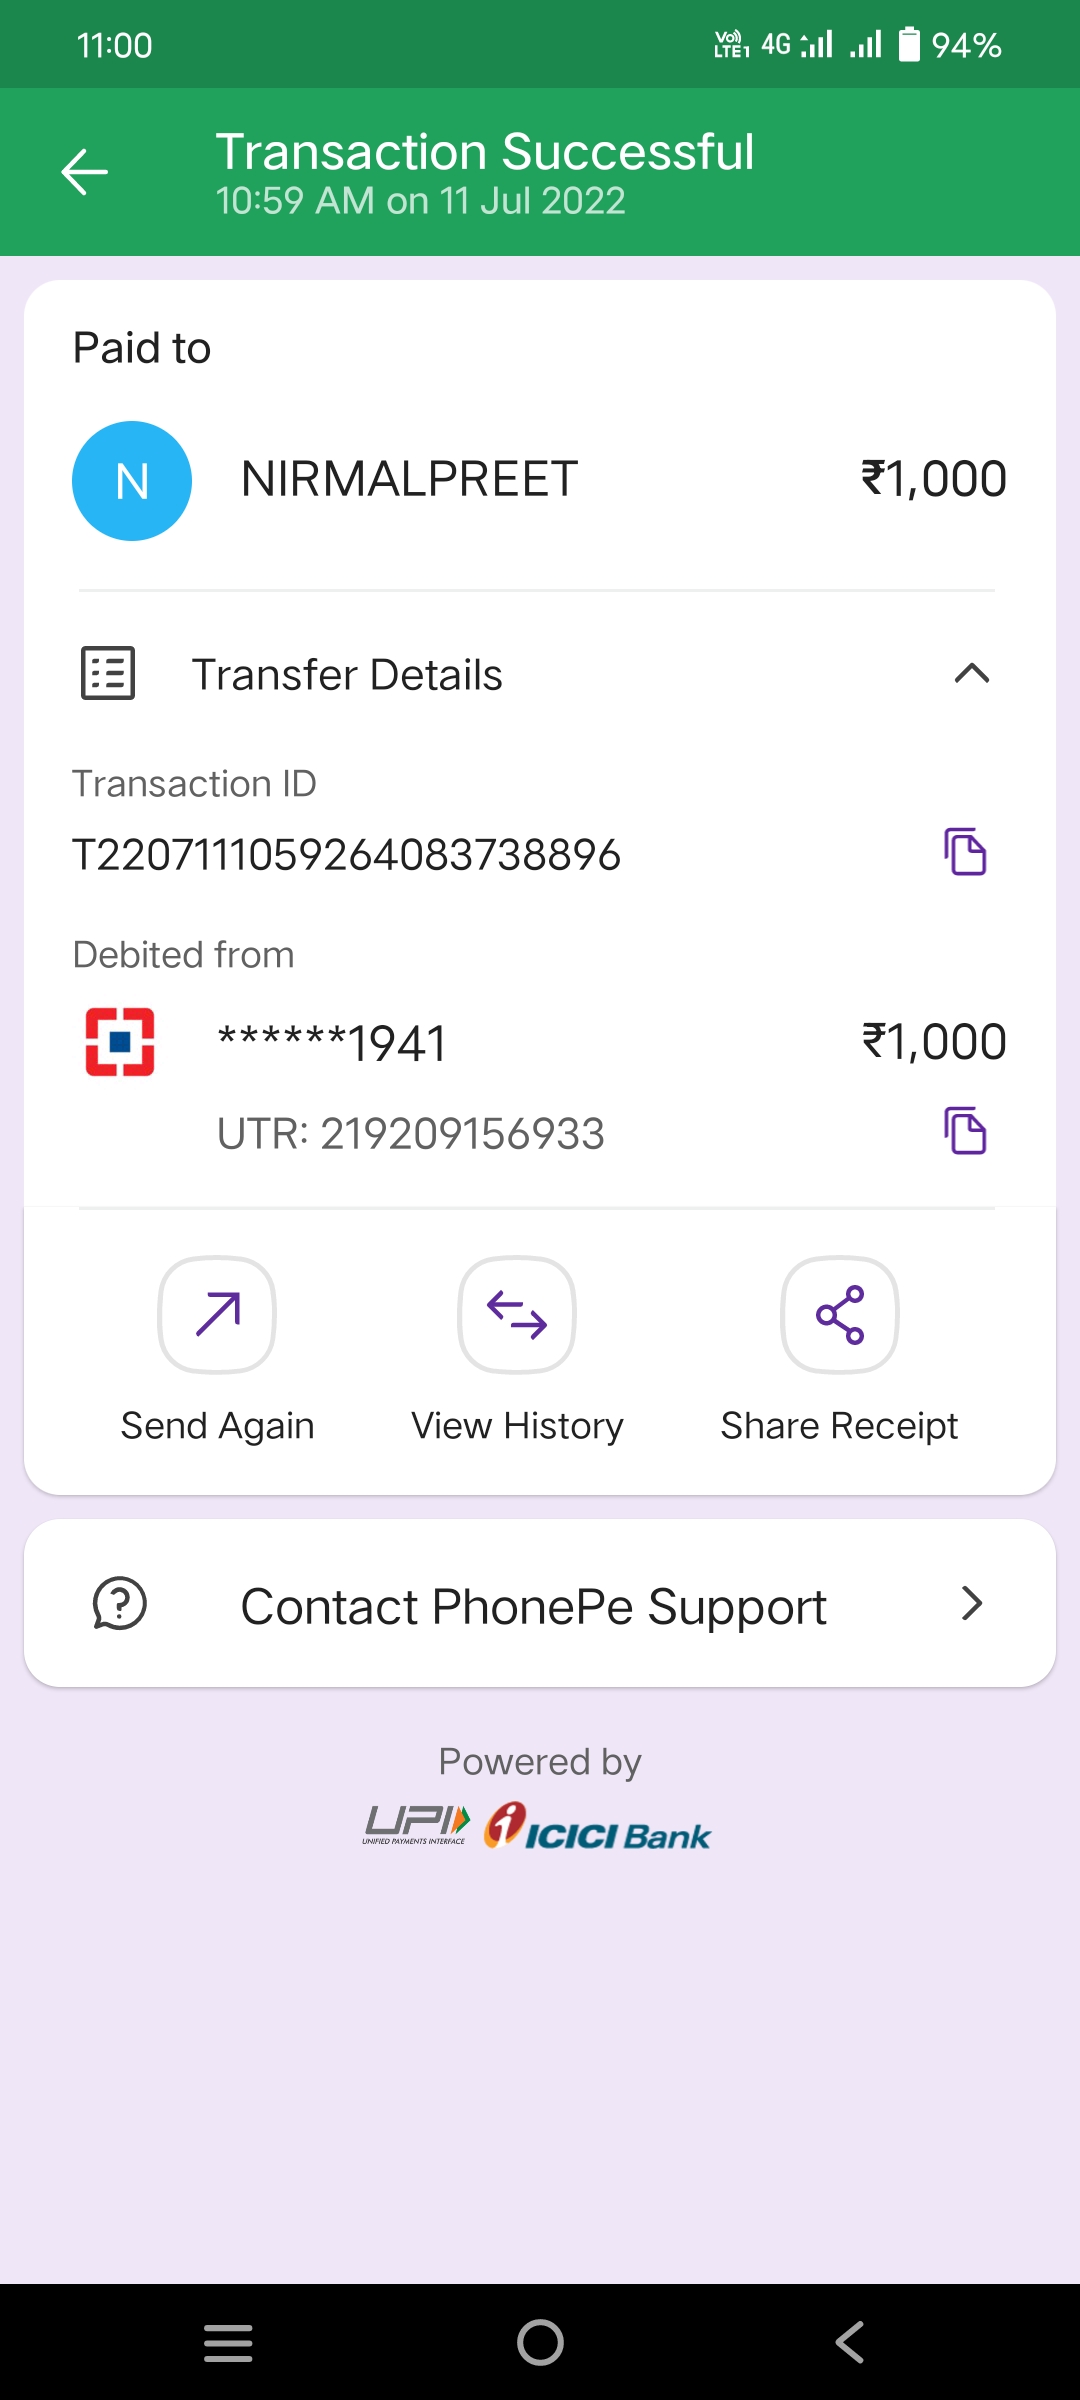 11:00 Vo)) LTE1 4G 94%
Transaction Successful
10:59 AM on 11 Jul 2022
Paid to
N NIRMALPREET ₹1,000
Transfer Details
Transaction ID
T2207111059264083738896
Debited from
******1941 ₹1,000
UTR: 219209156933
Send Again View History Share Receipt
Contact PhonePe Support
Powered by
UPI UNIFIED PAYMENTS INTERFACE ICICI Bank